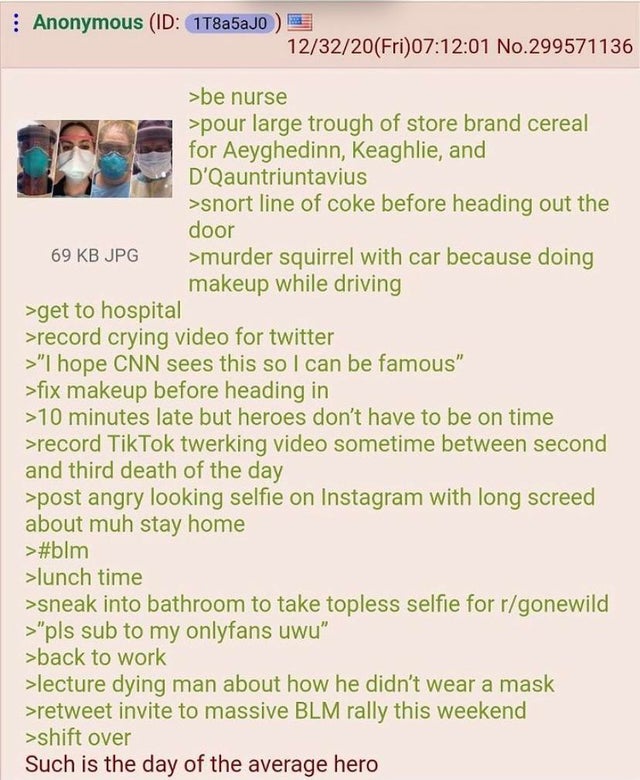 Anonymous (ID: 1T8a5aJ0)
12/32/20(Fri)07:12:01 No.299571136
>be nurse
>pour large trough of store brand cereal
for Aeyghedinn, Keaghlie, and
D'Qauntriuntavius
>snort line of coke before heading out the
door
69 KB JPG
>murder squirrel with car because doing
makeup while driving
>get to hospital
>record crying video for twitter
>"I hope CNN sees this so I can be famous"
>fix makeup before heading in
>10 minutes late but heroes don't have to be on time
>record TikTok twerking video sometime between second
and third death of the day
>post angry looking selfie on Instagram with long screed
about muh stay home
>#blm
>lunch time
>sneak into bathroom to take topless selfie for r/gonewild
>"pls sub to my onlyfans uwu"
>back to work
>lecture dying man about how he didn't wear a mask
>retweet invite to massive BLM rally this weekend
>shift over
Such is the day of the average hero